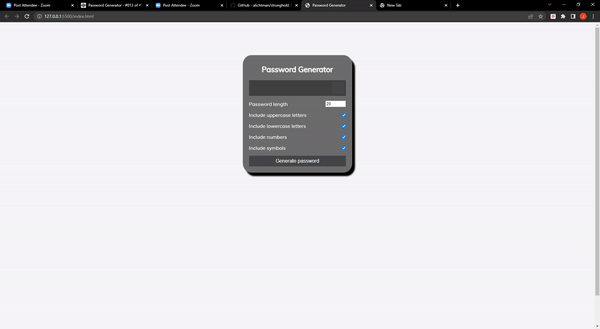 Post Attendee - Zoom
Password Generator - #013 of #
Post Attendee - Zoom
GitHub - alichtman/stronghold:
Password Generator
New Tab
127.0.0.1:5500/index.html
Password Generator
Password length
20
Include uppercase letters
Include lowercase letters
Include numbers
Include symbols
Generate password